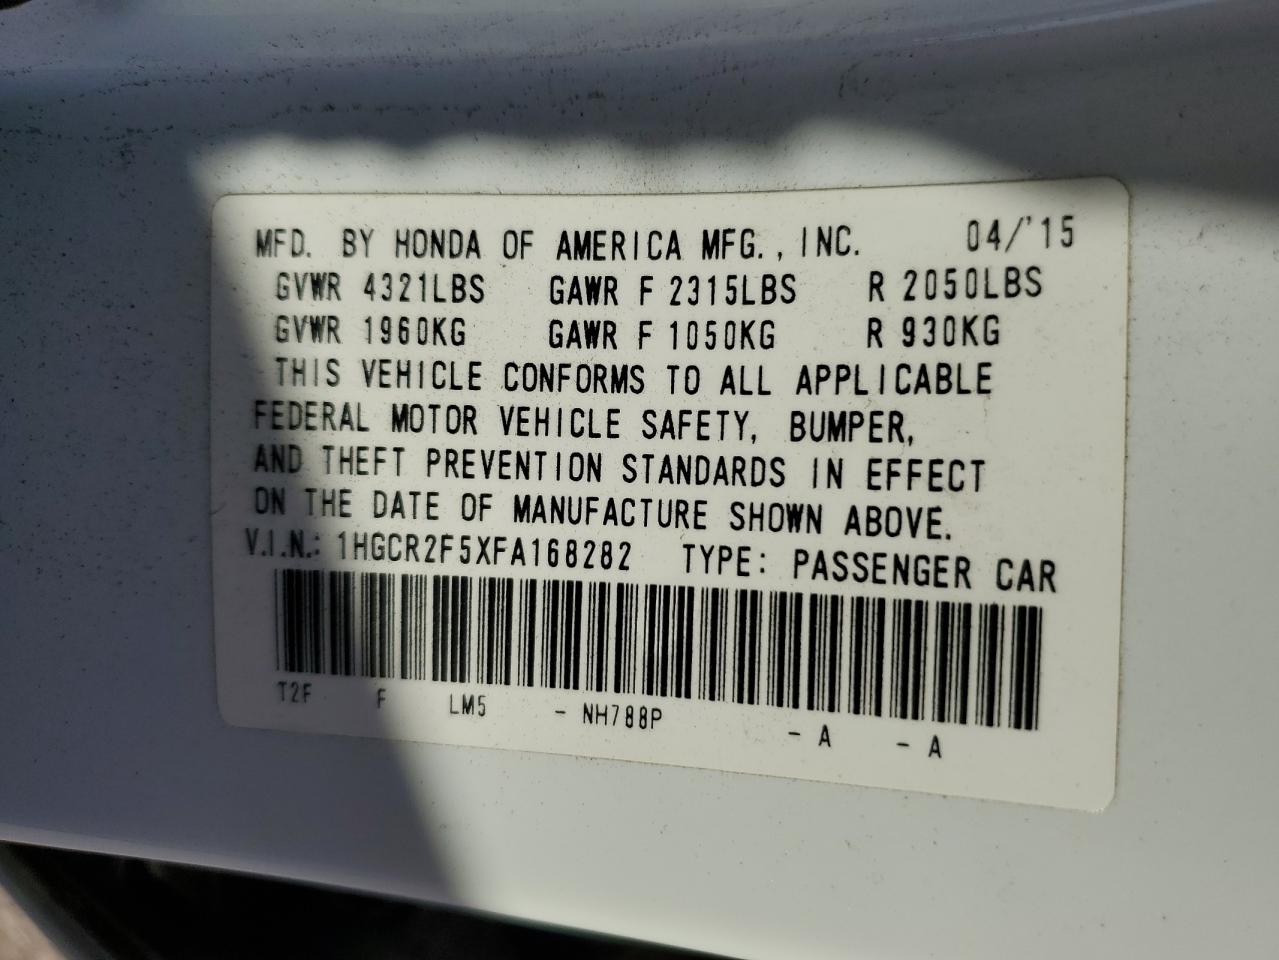 MFD. BY HONDA OF AMERICA MFG., INC. 04/'15
GVWR 4321LBS GAWR F 2315LBS R 2050LBS
GVWR 1960KG GAWR F 1050KG R 930KG
THIS VEHICLE CONFORMS TO ALL APPLICABLE
FEDERAL MOTOR VEHICLE SAFETY, BUMPER,
AND THEFT PREVENTION STANDARDS IN EFFECT
ON THE DATE OF MANUFACTURE SHOWN ABOVE.
V.I.N.: 1HGCR2F5XFA168282 TYPE: PASSENGER CAR
T2F F LM5 - NH788P - A - A